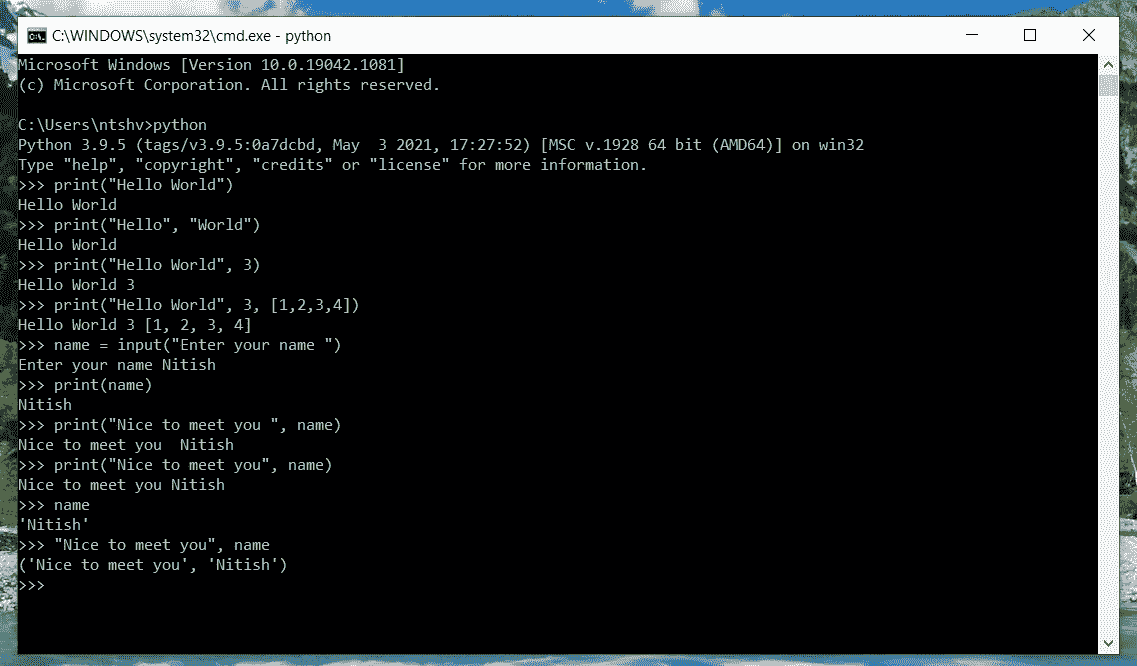 C:\WINDOWS\system32\cmd.exe - python
Microsoft Windows [Version 10.0.19042.1081]
(c) Microsoft Corporation. All rights reserved.
C:\Users\ntshv>python
Python 3.9.5 (tags/v3.9.5:0a7dcbd, May  3 2021, 17:27:52) [MSC v.1928 64 bit (AMD64)] on win32
Type "help", "copyright", "credits" or "license" for more information.
>>> print("Hello World")
Hello World
>>> print("Hello", "World")
Hello World
>>> print("Hello World", 3)
Hello World 3
>>> print("Hello World", 3, [1,2,3,4])
Hello World 3 [1, 2, 3, 4]
>>> name = input("Enter your name ")
Enter your name Nitish
>>> print(name)
Nitish
>>> print("Nice to meet you ", name)
Nice to meet you  Nitish
>>> print("Nice to meet you", name)
Nice to meet you Nitish
>>> name
'Nitish'
>>> "Nice to meet you", name
('Nice to meet you', 'Nitish')
>>>